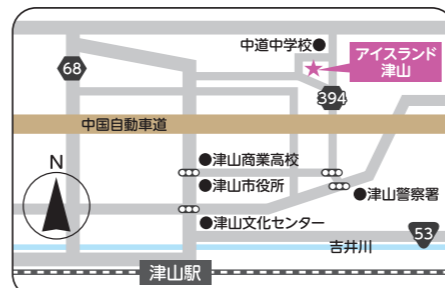 中道中学校●
アイスランド
津山
68
394
中国自動車道
N
●津山商業高校
●津山市役所
●津山警察署
●津山文化センター
53
吉井川
津山駅